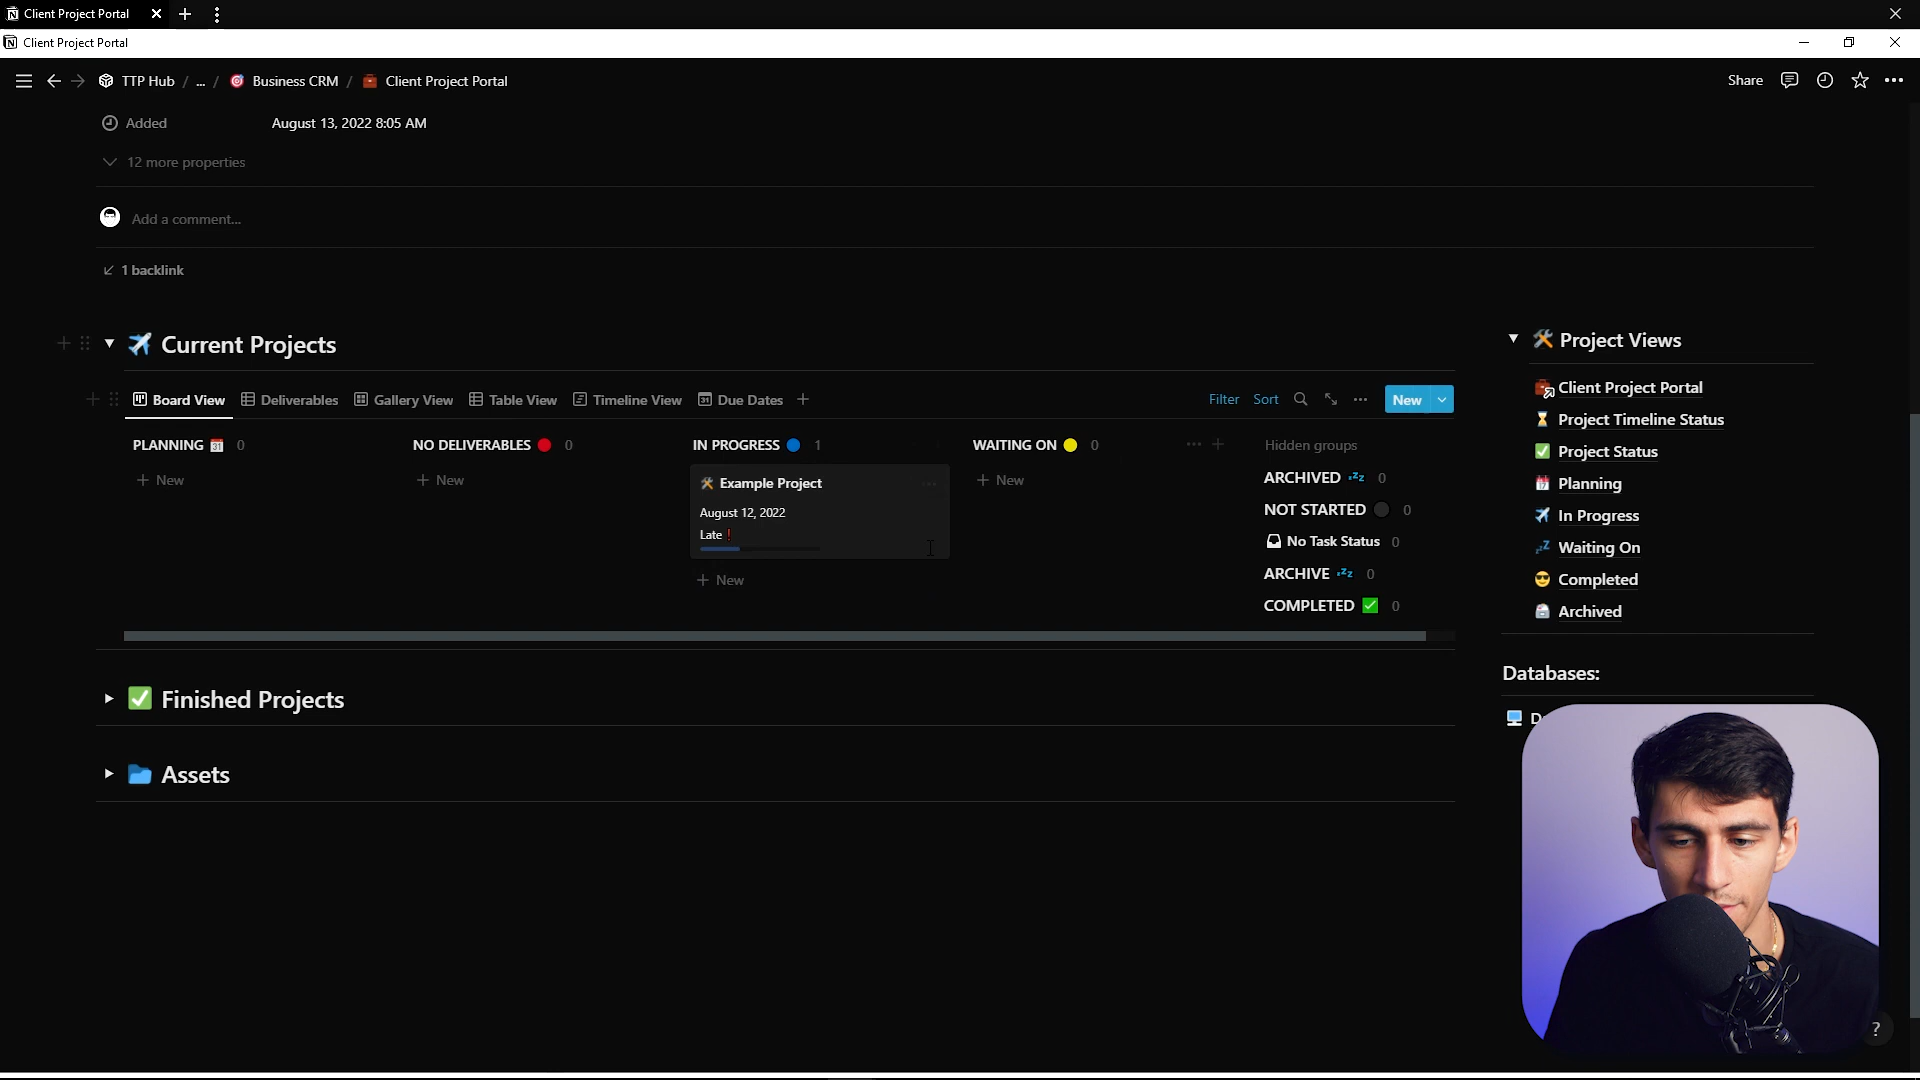 Client Project Portal
Client Project Portal
TTP Hub / ... / Business CRM / Client Project Portal
Share
Added August 13, 2022 8:05 AM
12 more properties
Add a comment...
1 backlink
Current Projects
Board View Deliverables Gallery View Table View Timeline View Due Dates
Filter Sort New
PLANNING 0 NO DELIVERABLES 0 IN PROGRESS 1 WAITING ON 0 Hidden groups
+ New + New + New
Example Project
August 12, 2022
Late !
+ New
ARCHIVED 0
NOT STARTED 0
No Task Status 0
ARCHIVE 0
COMPLETED 0
Finished Projects
Assets
Project Views
Client Project Portal
Project Timeline Status
Project Status
Planning
In Progress
Waiting On
Completed
Archived
Databases:
?